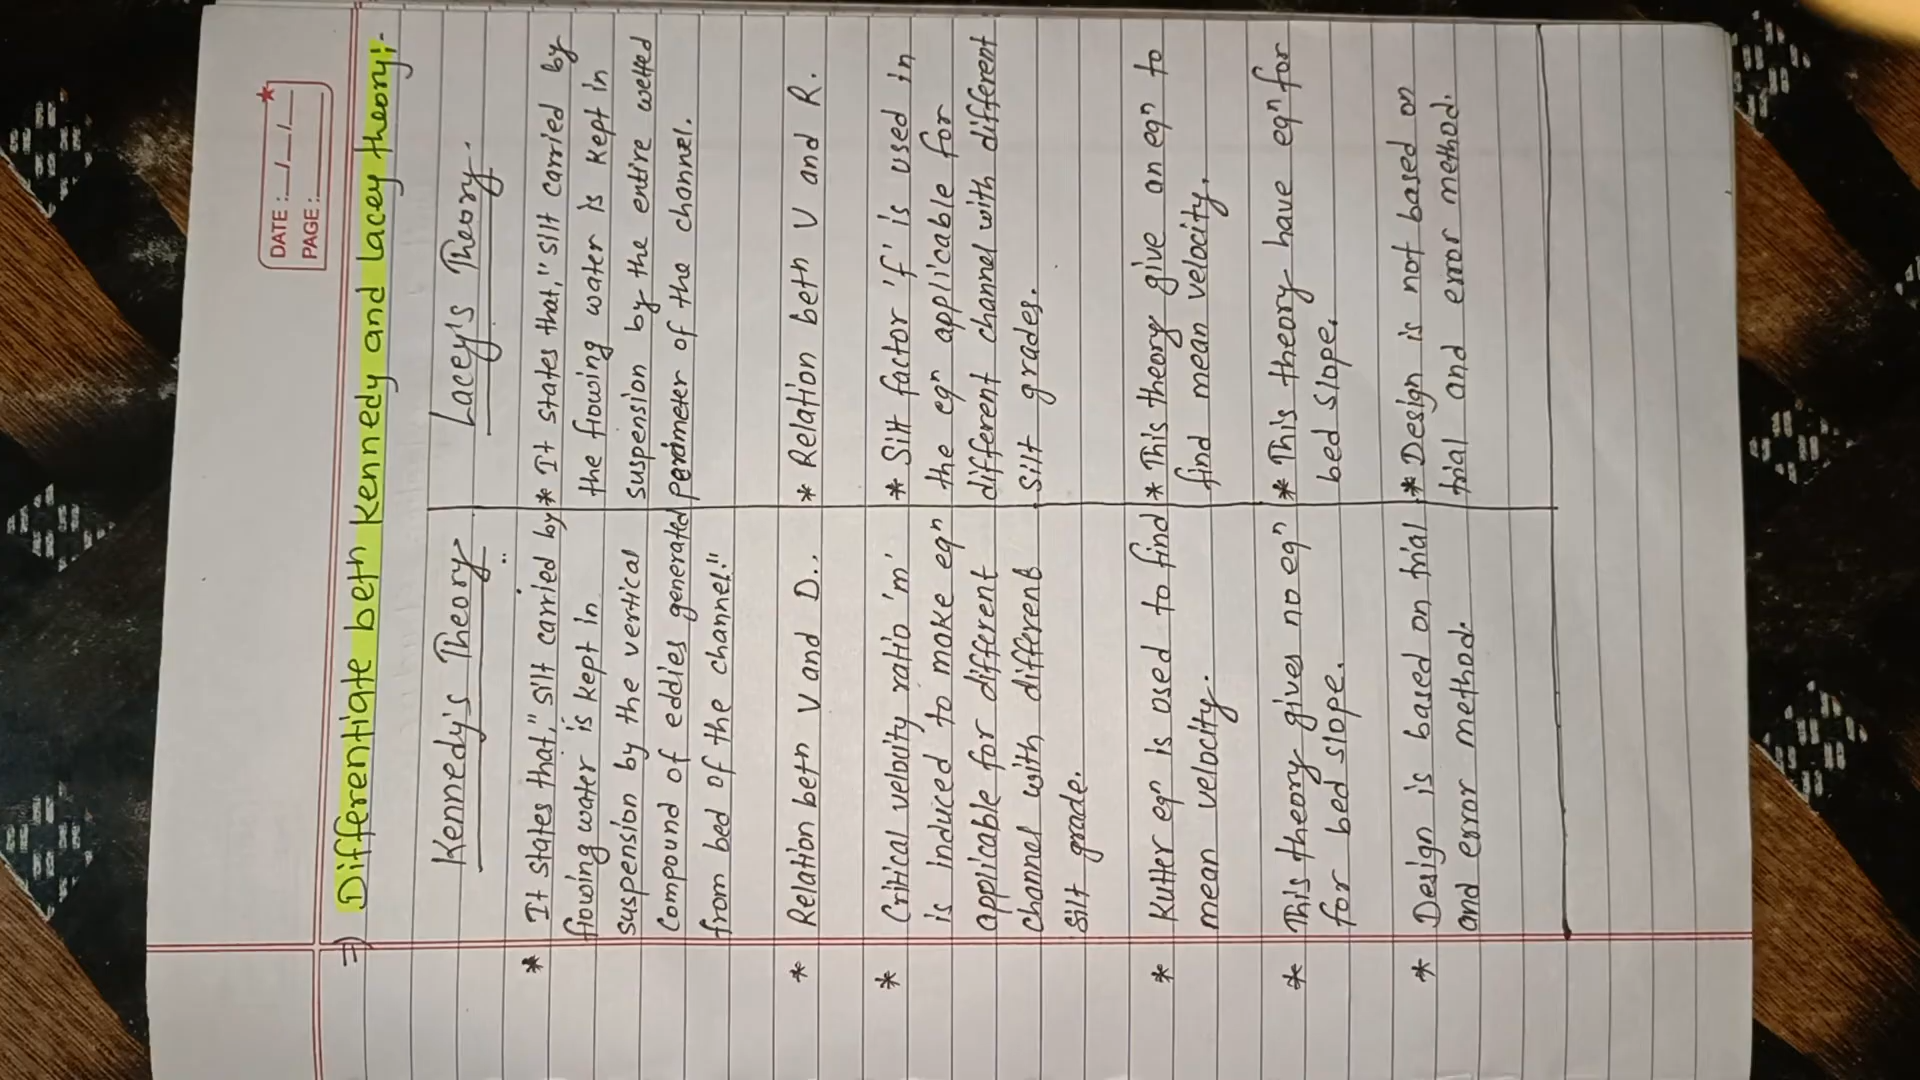 DATE: __/__/__
PAGE:
=) Differentiate betn kennedy and lacey theory:-
Kennedy's Theory
* It states that, "silt carried by
flowing water is kept in
suspension by the vertical
Compound of eddies generated
from bed of the channel."
* Relation betn V and D..
* Critical velocity ratio 'm'
is induced to make eqn
applicable for different
channel with different
silt grade.
* Kutter eqn is used to find
mean velocity.
* This theory gives no eqn
for bed slope.
* Design is based on trial
and error method.
Lacey's Theory.
* It states that, "silt carried by
the flowing water is kept in
suspension by the entire wetted
perimeter of the channel.
* Relation betn V and R.
* Silt factor 'f' is used in
the eqn applicable for
different channel with different
silt grades.
* This theory give an eqn to
find mean velocity.
* This theory have eqn for
bed slope.
* Design is not based on
trial and error method.